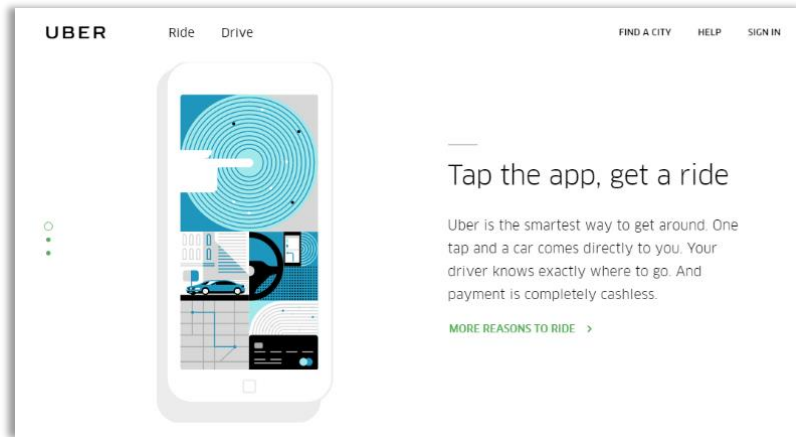 UBER
Ride Drive
FIND A CITY HELP SIGN IN
Tap the app, get a ride
Uber is the smartest way to get around. One
tap and a car comes directly to you. Your
driver knows exactly where to go. And
payment is completely cashless.
MORE REASONS TO RIDE >